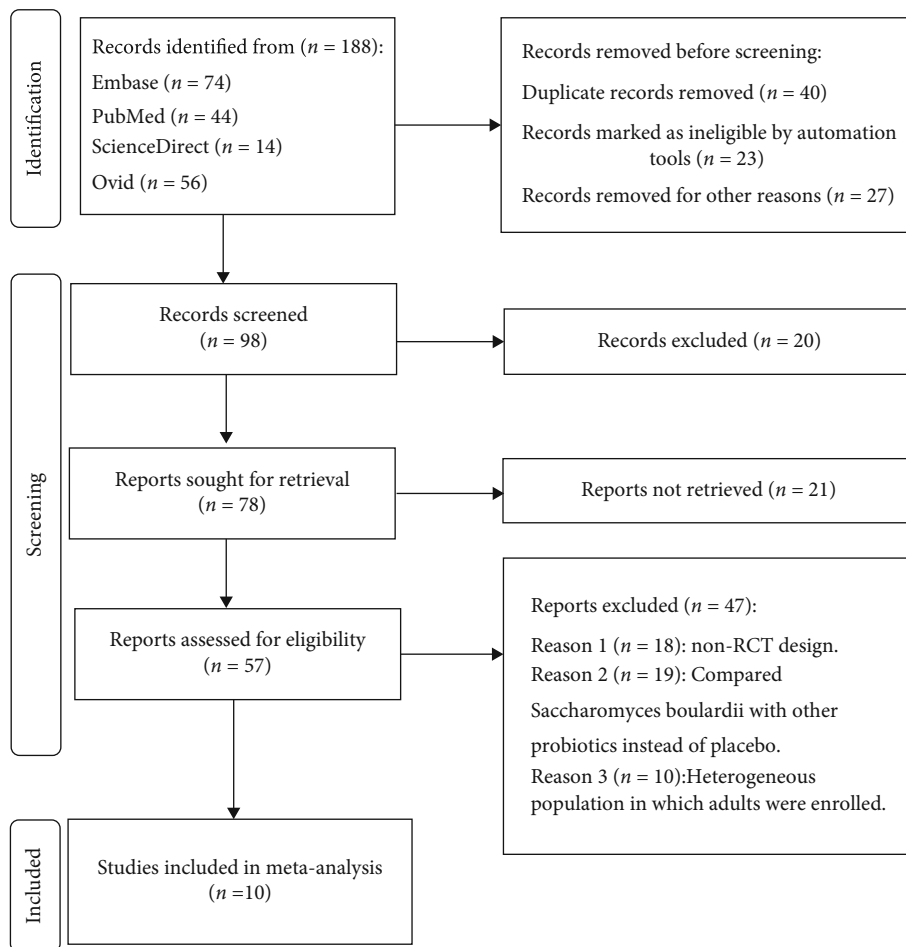 Identification
Records identified from (n = 188):
Embase (n = 74)
PubMed (n = 44)
ScienceDirect (n = 14)
Ovid (n = 56)
Records removed before screening:
Duplicate records removed (n = 40)
Records marked as ineligible by automation
tools (n = 23)
Records removed for other reasons (n = 27)
Screening
Records screened
(n = 98)
Records excluded (n = 20)
Reports sought for retrieval
(n = 78)
Reports not retrieved (n = 21)
Reports assessed for eligibility
(n = 57)
Reports excluded (n = 47):
Reason 1 (n = 18): non-RCT design.
Reason 2 (n = 19): Compared
Saccharomyces boulardii with other
probiotics instead of placebo.
Reason 3 (n = 10):Heterogeneous
population in which adults were enrolled.
Included
Studies included in meta-analysis
(n =10)